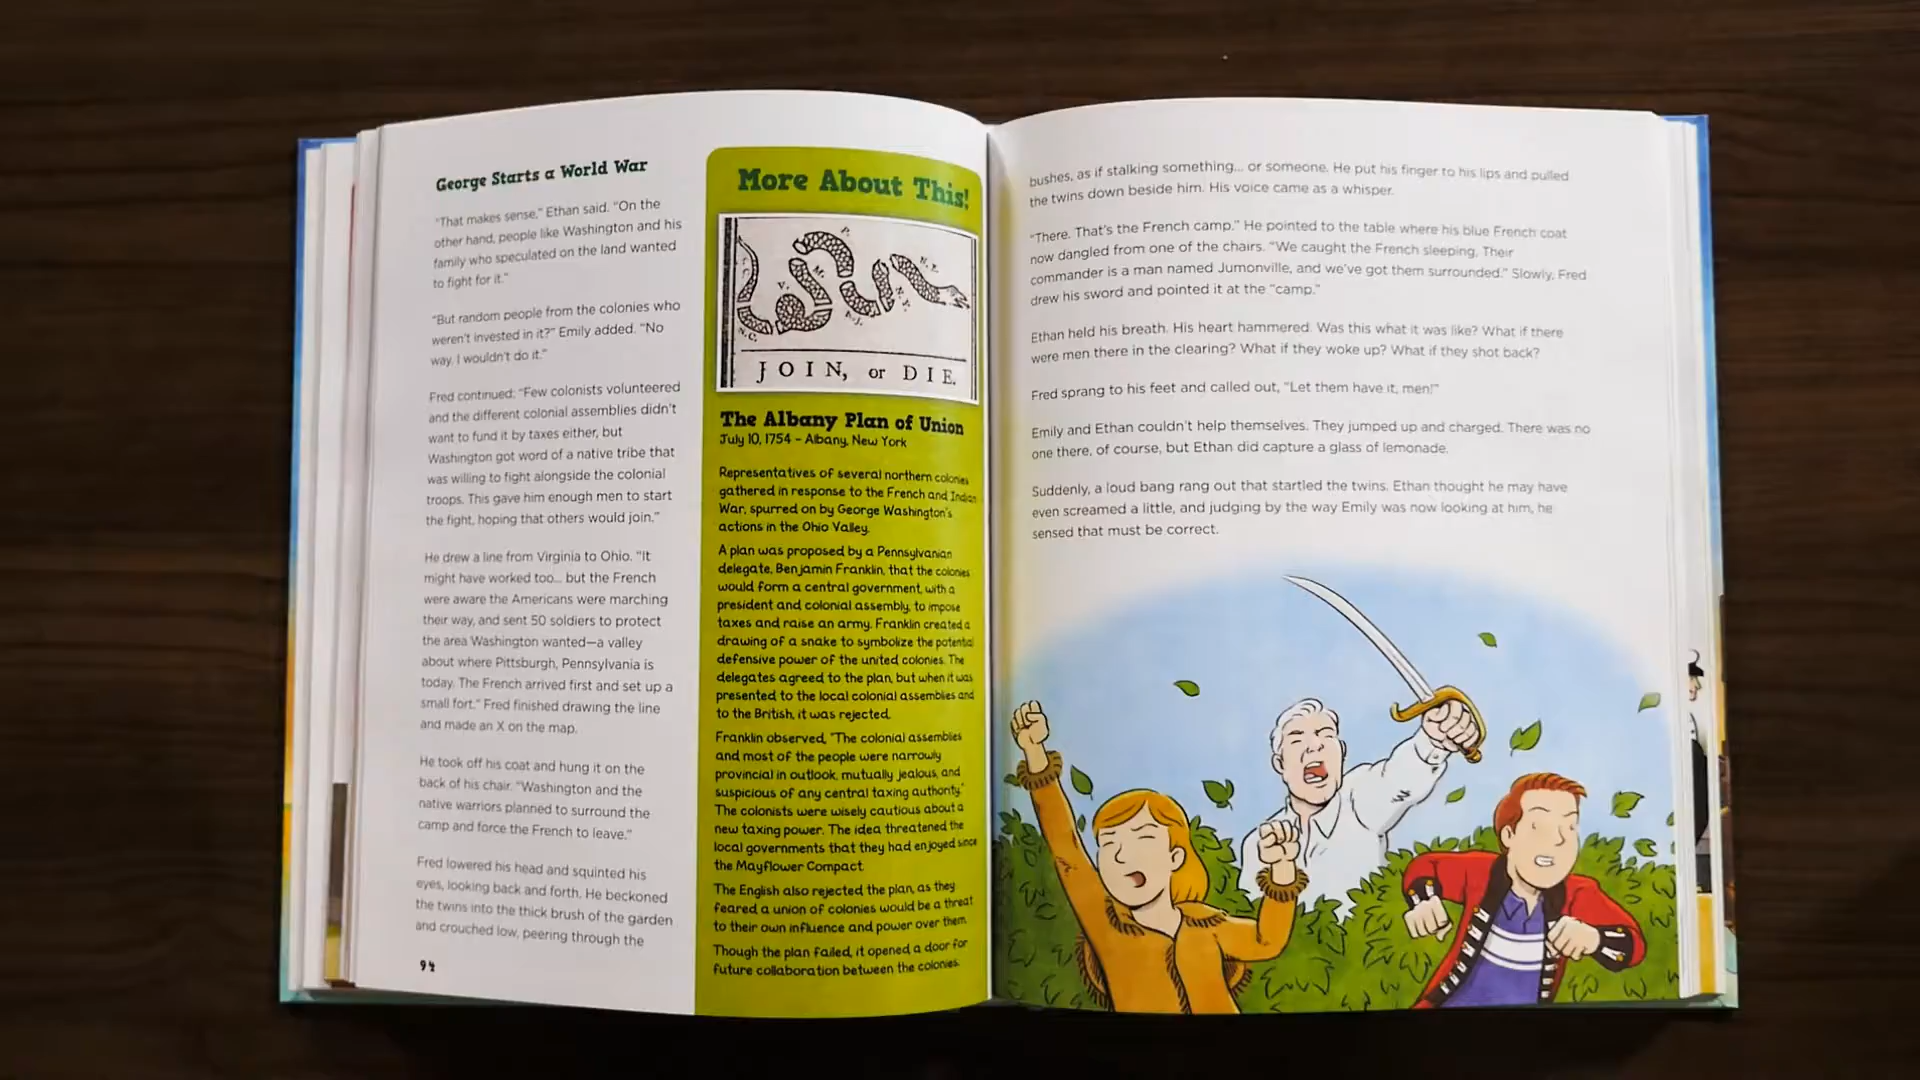 George Starts a World War
"That makes sense," Ethan said. "On the
other hand, people like Washington and his
family who speculated on the land wanted
to fight for it."
"But random people from the colonies who
weren't invested in it?" Emily added. "No
way. I wouldn't do it."
Fred continued: "Few colonists volunteered
and the different colonial assemblies didn't
want to fund it by taxes either, but
Washington got word of a native tribe that
was willing to fight alongside the colonial
troops. This gave him enough men to start
the fight, hoping that others would join."
He drew a line from Virginia to Ohio. "It
might have worked too... but the French
were aware the Americans were marching
their way, and sent 50 soldiers to protect
the area Washington wanted—a valley
about where Pittsburgh, Pennsylvania is
today. The French arrived first and set up a
small fort." Fred finished drawing the line
and made an X on the map.
He took off his coat and hung it on the
back of his chair. "Washington and the
native warriors planned to surround the
camp and force the French to leave."
Fred lowered his head and squinted his
eyes, looking back and forth. He beckoned
the twins into the thick brush of the garden
and crouched low, peering through the
94
More About This!
P.
N. E.
M.
V.
N. Y.
N. J.
N. C.
JOIN, or DIE.
The Albany Plan of Union
July 10, 1754 – Albany, New York
Representatives of several northern colonies
gathered in response to the French and Indian
War, spurred on by George Washington's
actions in the Ohio Valley.
A plan was proposed by a Pennsylvanian
delegate, Benjamin Franklin, that the colonies
would form a central government, with a
president and colonial assembly, to impose
taxes and raise an army. Franklin created a
drawing of a snake to symbolize the potential
defensive power of the united colonies. The
delegates agreed to the plan, but when it was
presented to the local colonial assemblies and
to the British, it was rejected.
Franklin observed, "The colonial assemblies
and most of the people were narrowly
provincial in outlook, mutually jealous, and
suspicious of any central taxing authority."
The colonists were wisely cautious about a
new taxing power. The idea threatened the
local governments that they had enjoyed since
the Mayflower Compact.
The English also rejected the plan, as they
feared a union of colonies would be a threat
to their own influence and power over them.
Though the plan failed, it opened a door for
future collaboration between the colonies.
bushes, as if stalking something... or someone. He put his finger to his lips and pulled
the twins down beside him. His voice came as a whisper.
"There. That's the French camp." He pointed to the table where his blue French coat
now dangled from one of the chairs. "We caught the French sleeping. Their
commander is a man named Jumonville, and we've got them surrounded." Slowly, Fred
drew his sword and pointed it at the "camp."
Ethan held his breath. His heart hammered. Was this what it was like? What if there
were men there in the clearing? What if they woke up? What if they shot back?
Fred sprang to his feet and called out, "Let them have it, men!"
Emily and Ethan couldn't help themselves. They jumped up and charged. There was no
one there, of course, but Ethan did capture a glass of lemonade.
Suddenly, a loud bang rang out that startled the twins. Ethan thought he may have
even screamed a little, and judging by the way Emily was now looking at him, he
sensed that must be correct.